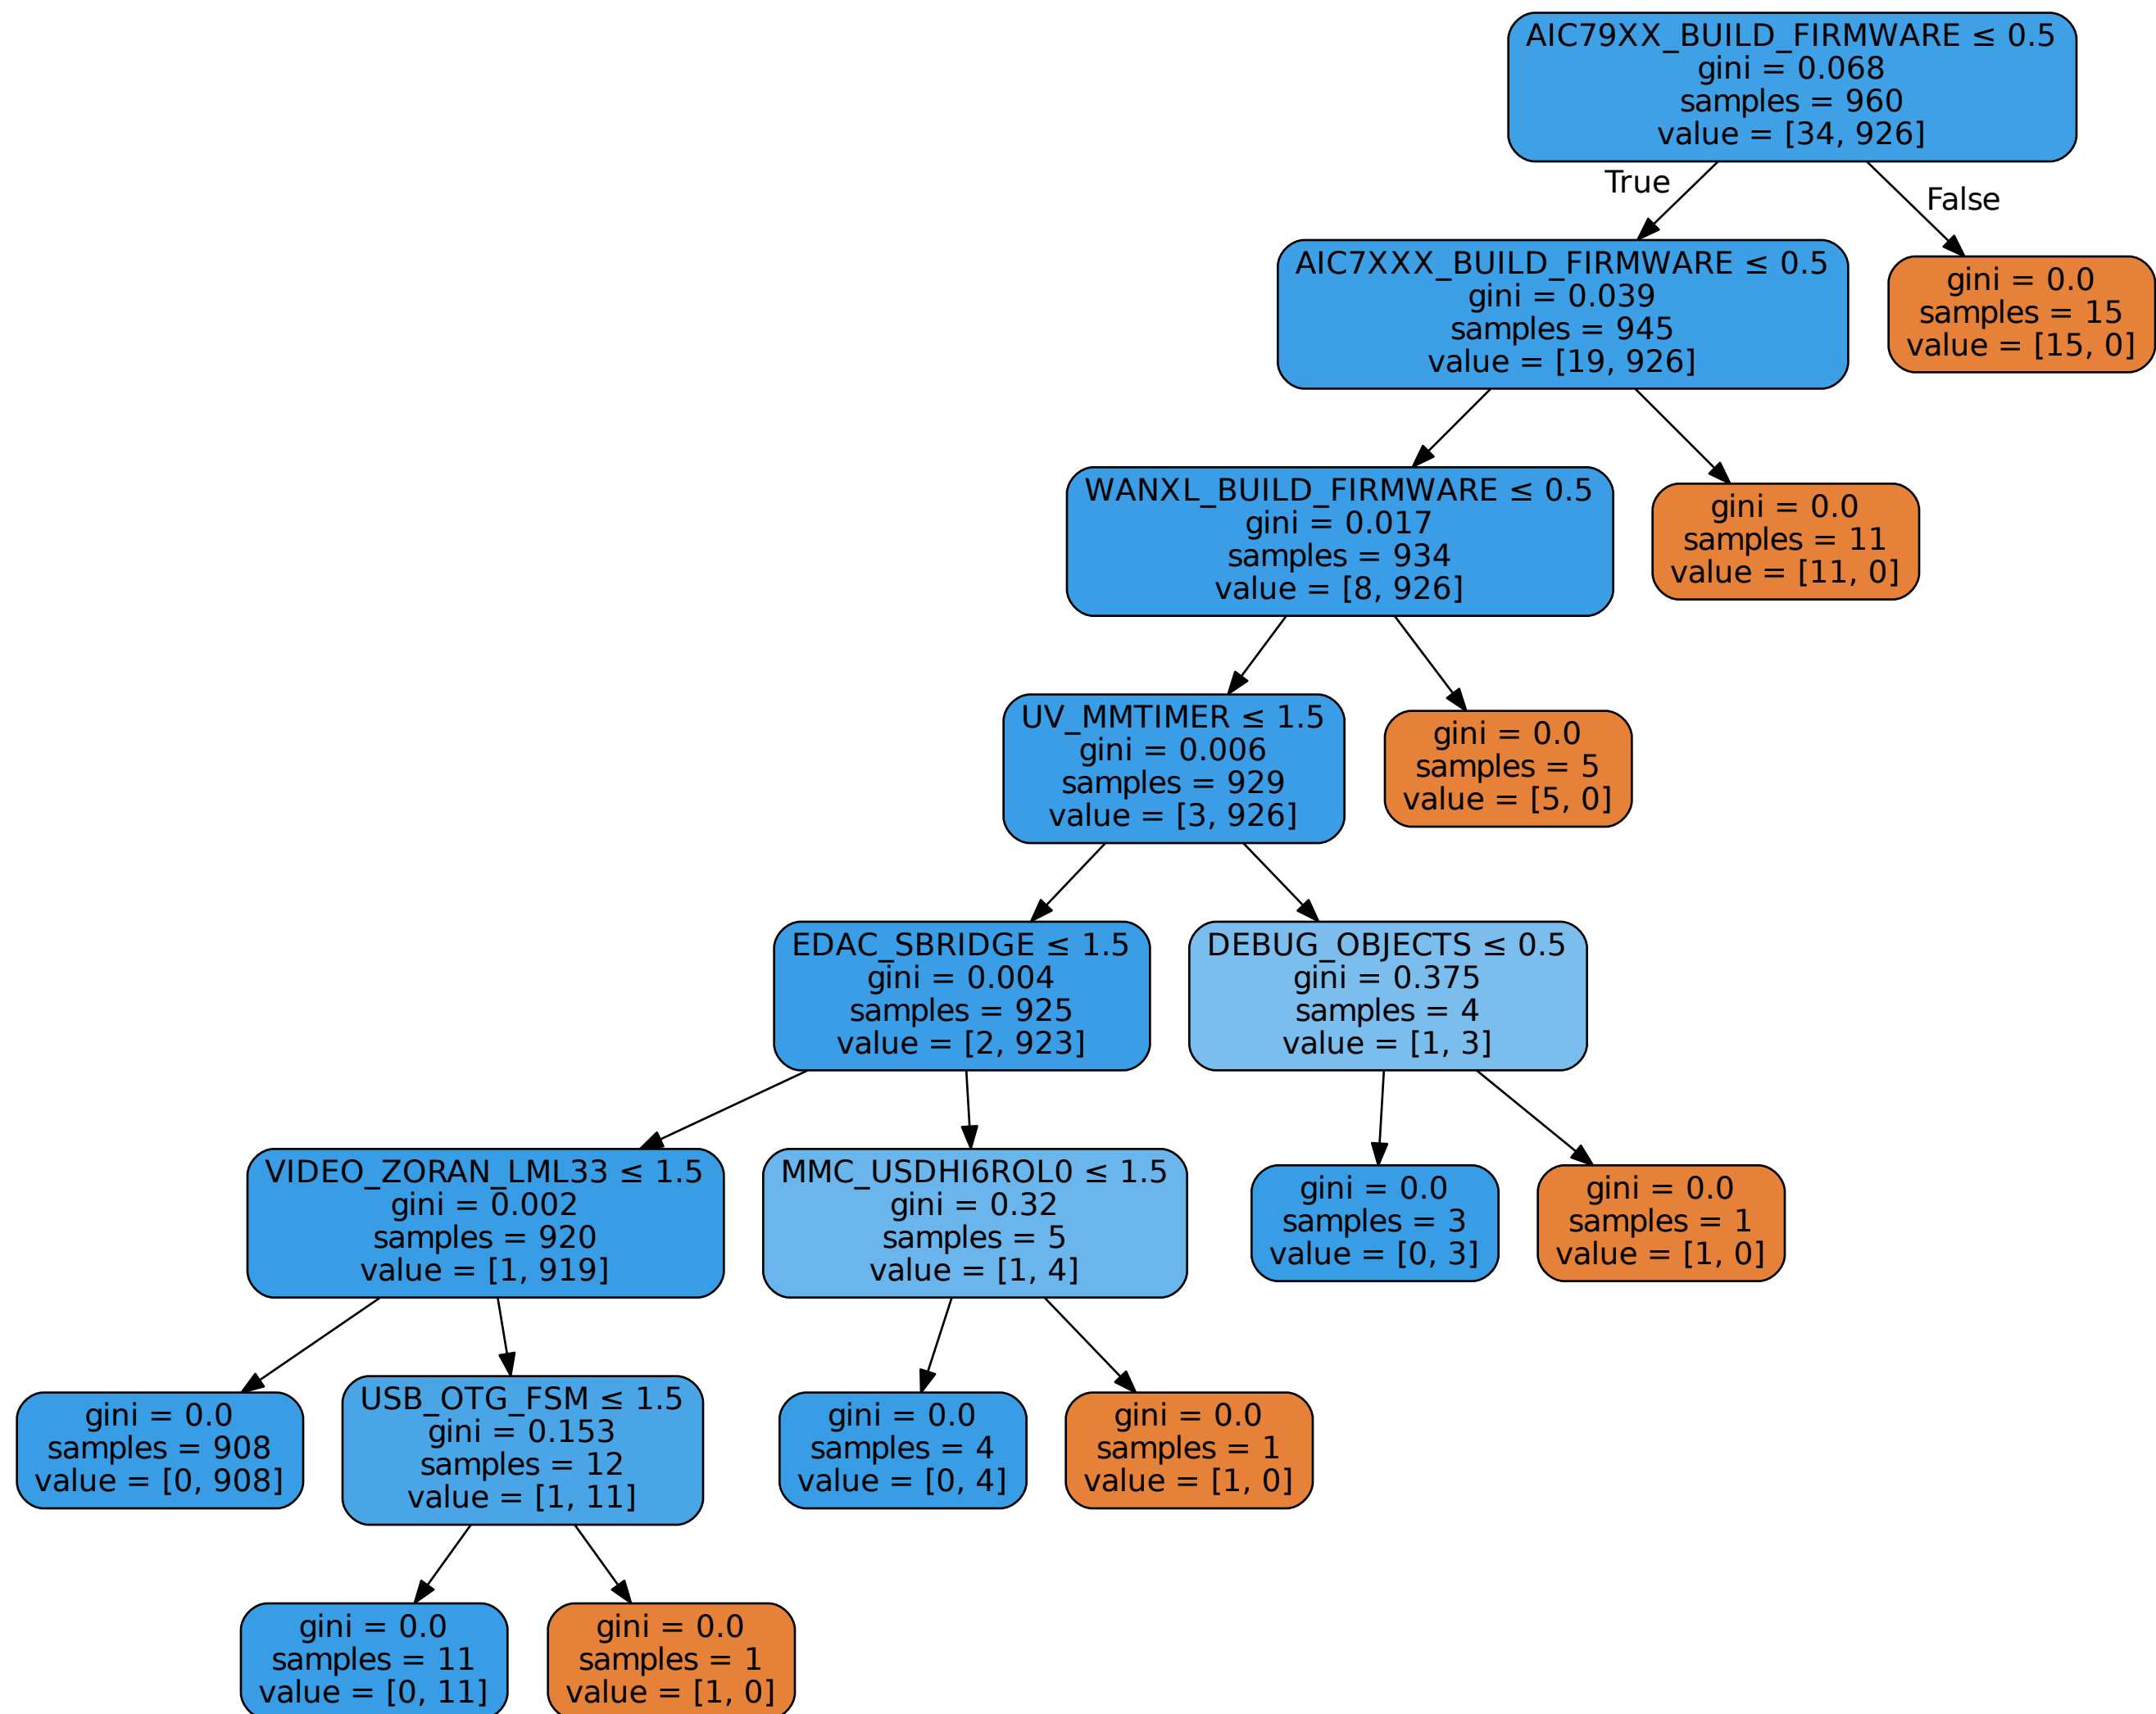 AIC79XX_BUILD_FIRMWARE ≤ 0.5
gini = 0.068
samples = 960
value = [34, 926]
True
False
AIC7XXX_BUILD_FIRMWARE ≤ 0.5
gini = 0.039
samples = 945
value = [19, 926]
gini = 0.0
samples = 15
value = [15, 0]
WANXL_BUILD_FIRMWARE ≤ 0.5
gini = 0.017
samples = 934
value = [8, 926]
gini = 0.0
samples = 11
value = [11, 0]
UV_MMTIMER ≤ 1.5
gini = 0.006
samples = 929
value = [3, 926]
gini = 0.0
samples = 5
value = [5, 0]
EDAC_SBRIDGE ≤ 1.5
gini = 0.004
samples = 925
value = [2, 923]
DEBUG_OBJECTS ≤ 0.5
gini = 0.375
samples = 4
value = [1, 3]
VIDEO_ZORAN_LML33 ≤ 1.5
gini = 0.002
samples = 920
value = [1, 919]
MMC_USDHI6ROL0 ≤ 1.5
gini = 0.32
samples = 5
value = [1, 4]
gini = 0.0
samples = 3
value = [0, 3]
gini = 0.0
samples = 1
value = [1, 0]
gini = 0.0
samples = 908
value = [0, 908]
USB_OTG_FSM ≤ 1.5
gini = 0.153
samples = 12
value = [1, 11]
gini = 0.0
samples = 4
value = [0, 4]
gini = 0.0
samples = 1
value = [1, 0]
gini = 0.0
samples = 11
value = [0, 11]
gini = 0.0
samples = 1
value = [1, 0]